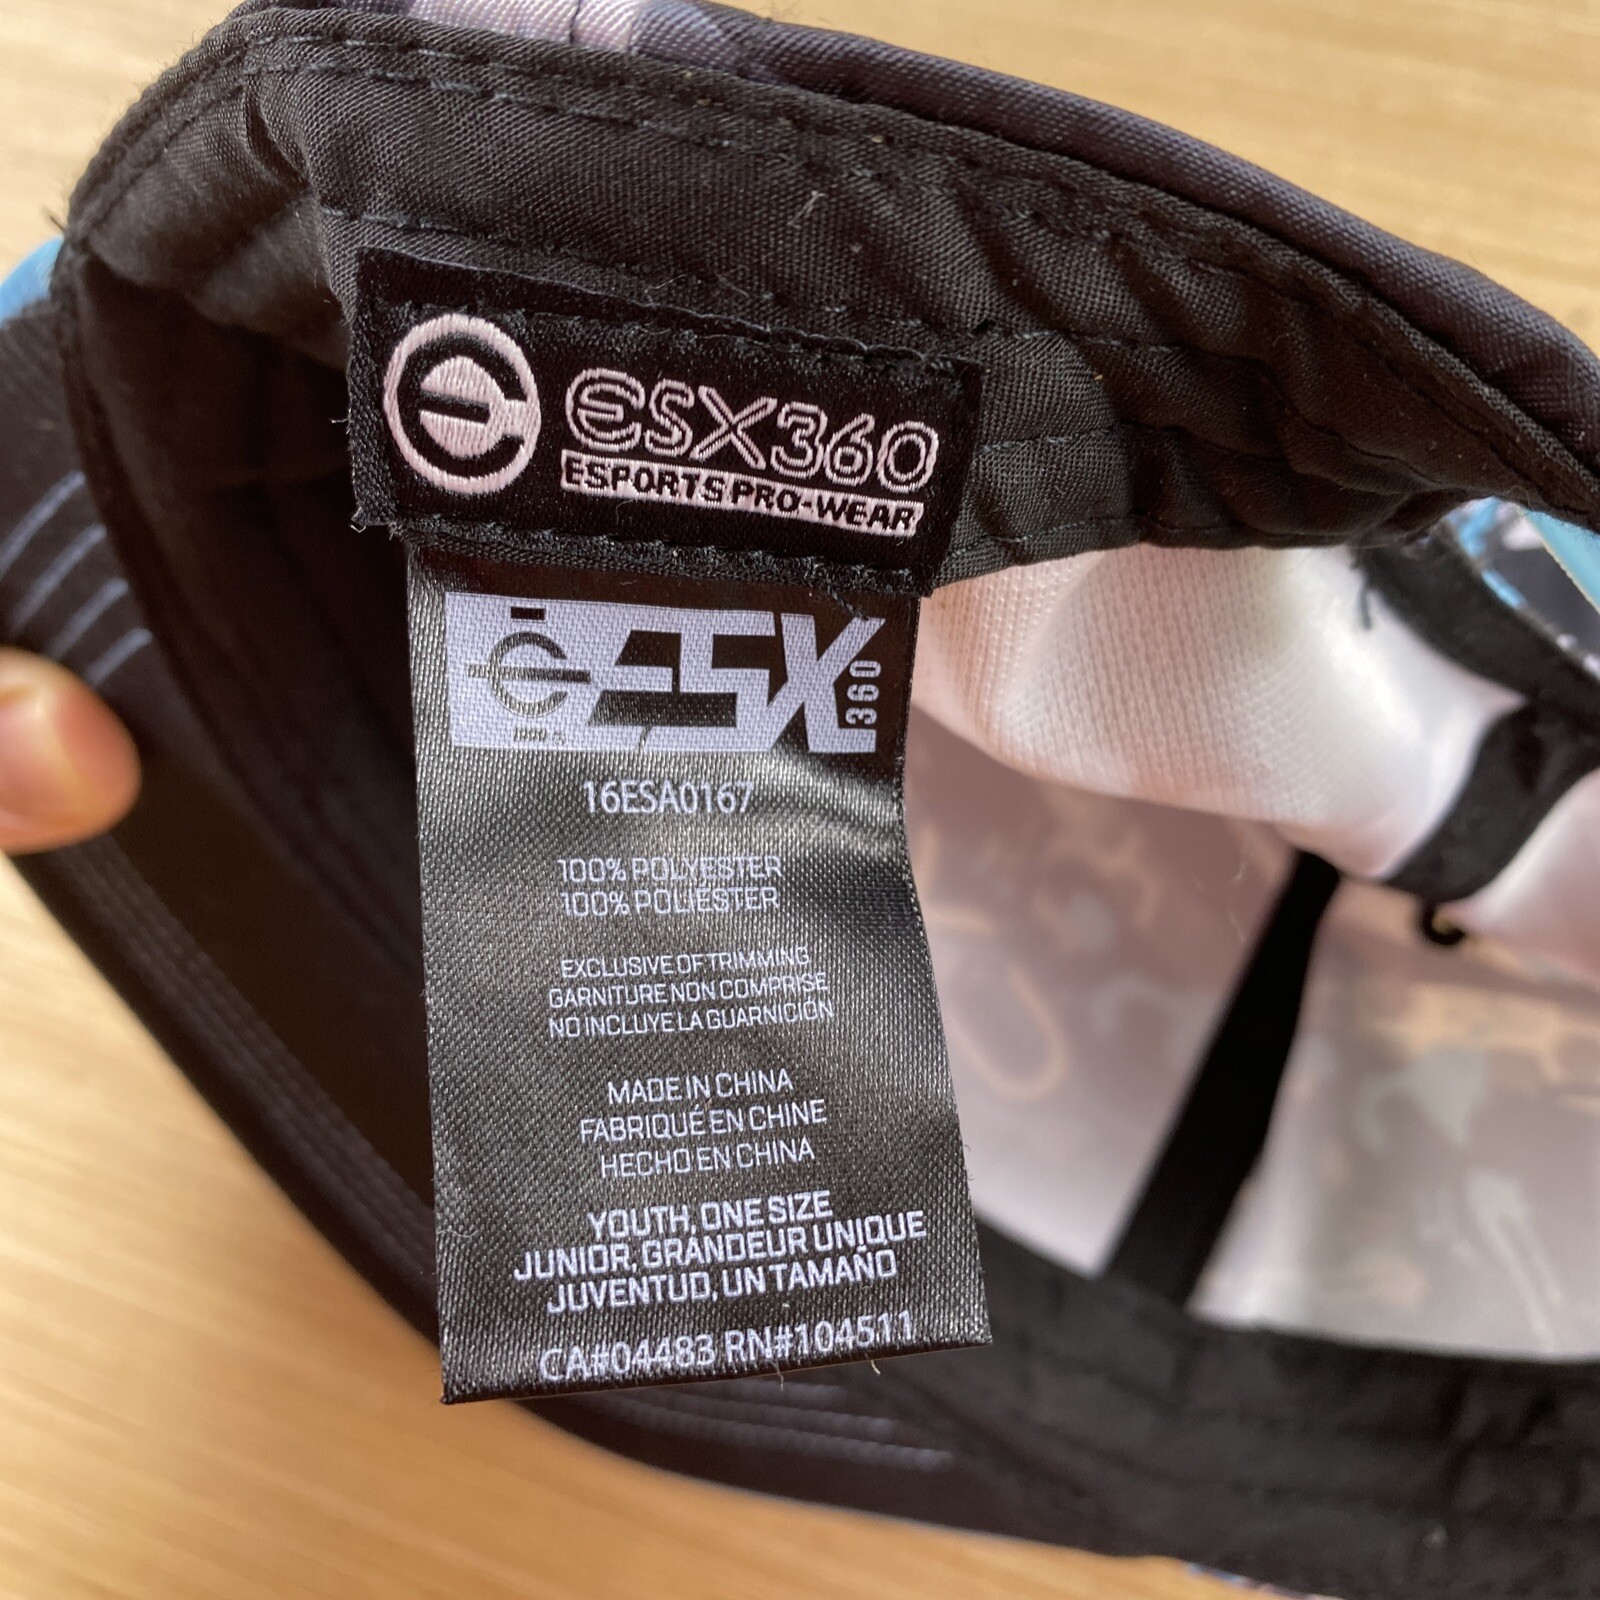 ESX360
ESPORTS PRO-WEAR
ESX
360
16ESA0167
100% POLYESTER
100% POLIÉSTER
EXCLUSIVE OF TRIMMING
GARNITURE NON COMPRISE
NO INCLUYE LA GUARNICIÓN
MADE IN CHINA
FABRIQUÉ EN CHINE
HECHO EN CHINA
YOUTH, ONE SIZE
JUNIOR, GRANDEUR UNIQUE
JUVENTUD, UN TAMAÑO
CA#04483 RN#104511